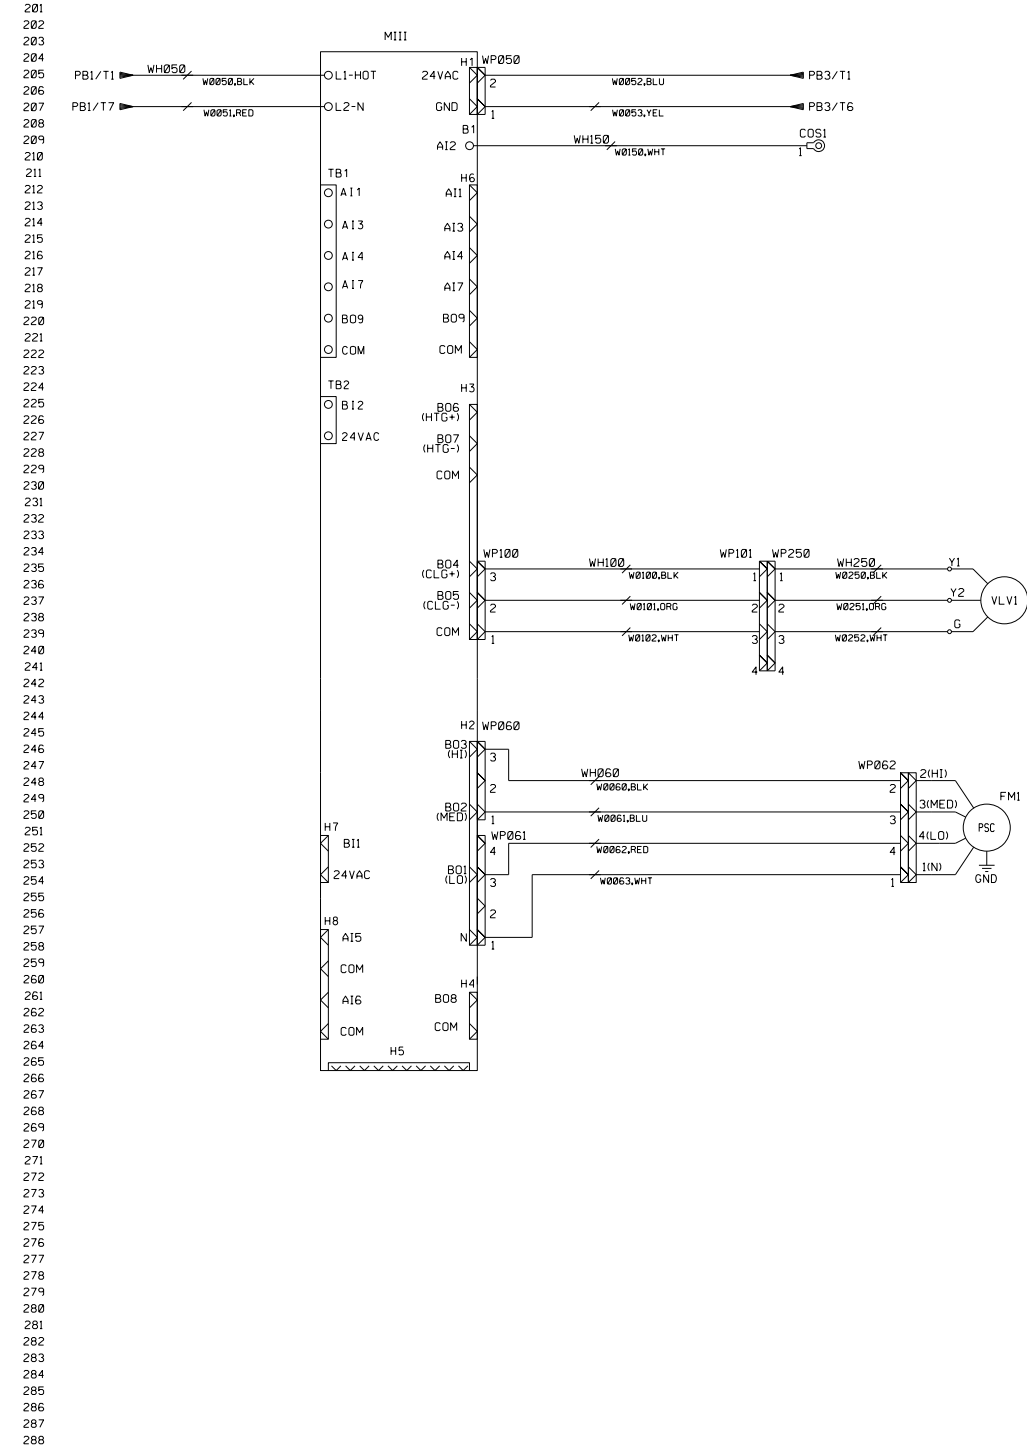 201
202
203
MIII
204
H1 WP050
205 PB1/T1 WH050 W0050,BLK L1-HOT 24VAC 2 W0052,BLU PB3/T1
206
207 PB1/T7 W0051,RED L2-N GND 1 W0053,YEL PB3/T6
208
B1
209 AI2 WH150 W0150,WHT 1 COS1
210
211 TB1 H6
212 AI1 AI1
213
214 AI3 AI3
215
216 AI4 AI4
217
218 AI7 AI7
219
220 BO9 BO9
221
222 COM COM
223
224 TB2 H3
225 BI2 BO6
226 (HTG+)
227 24VAC BO7
228 (HTG-)
229 COM
230
231
232
233
234 WP100 WP101 WP250
235 BO4 (CLG+) 3 WH100 W0100,BLK 1 1 WH250 W0250,BLK Y1
236
237 BO5 (CLG-) 2 W0101,ORG 2 2 W0251,ORG Y2 VLV1
238
239 COM 1 W0102,WHT 3 3 W0252,WHT G
240
241 4 4
242
243
244
245 H2 WP060
246 BO3 (HI) 3
247 WP062
248 2 WH060 W0060,BLK 2 2(HI)
249 FM1
250 BO2 (MED) 1 W0061,BLU 3 3(MED)
251 H7 WP061 PSC
252 BI1 4 W0062,RED 4 4(LO)
253
254 24VAC BO1 (LO) 3 W0063,WHT 1 1(N) GND
255
256 2
257 H8
258 AI5 N 1
259 COM
260
261 H4
AI6 BO8
262
263 COM COM
264 H5
265
266
267
268
269
270
271
272
273
274
275
276
277
278
279
280
281
282
283
284
285
286
287
288